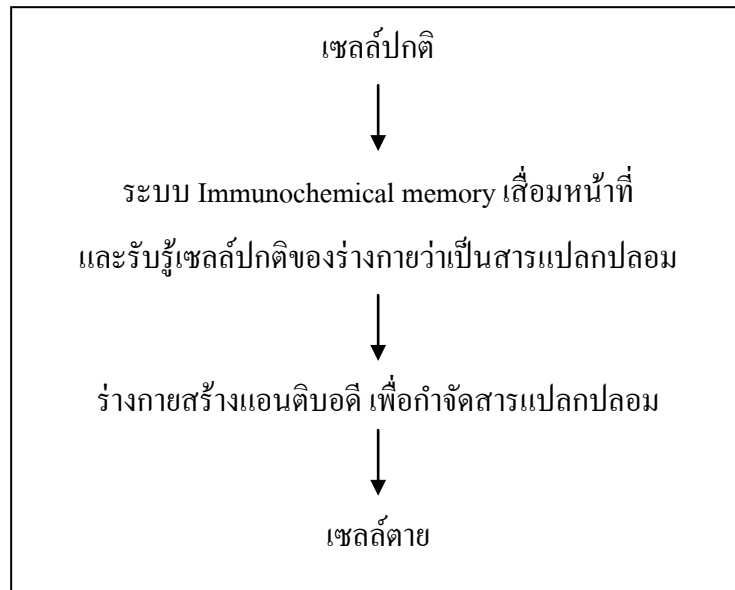 เซลล์ปกติ
ระบบ Immunochemical memory เสื่อมหน้าที่
และรับรู้เซลล์ปกติของร่างกายว่าเป็นสารแปลกปลอม
ร่างกายสร้างแอนติบอดี เพื่อกำจัดสารแปลกปลอม
เซลล์ตาย